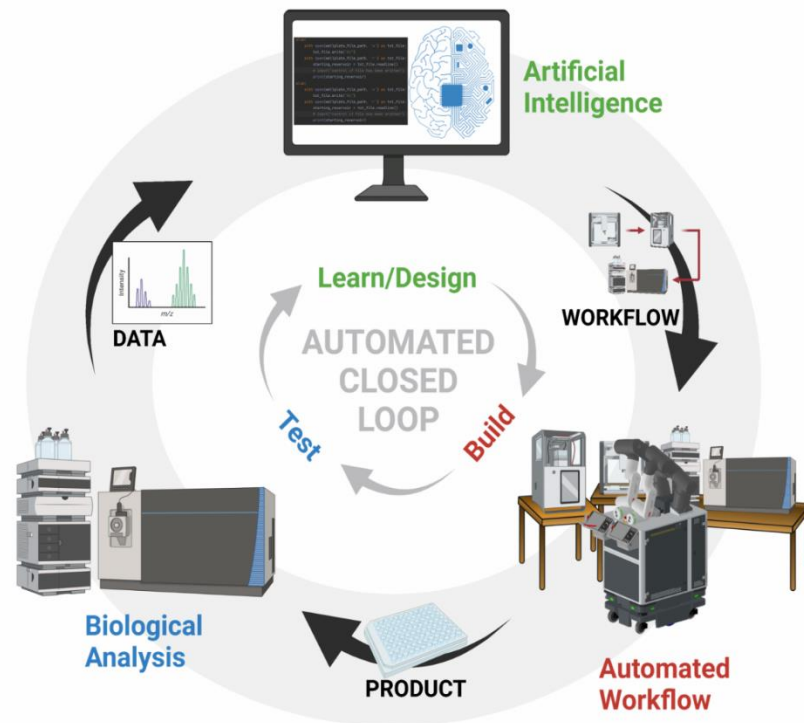 Artificial
Intelligence
Intensity
m/z
DATA
WORKFLOW
Learn/Design
AUTOMATED
CLOSED
LOOP
Test
Build
Biological
Analysis
PRODUCT
Automated
Workflow